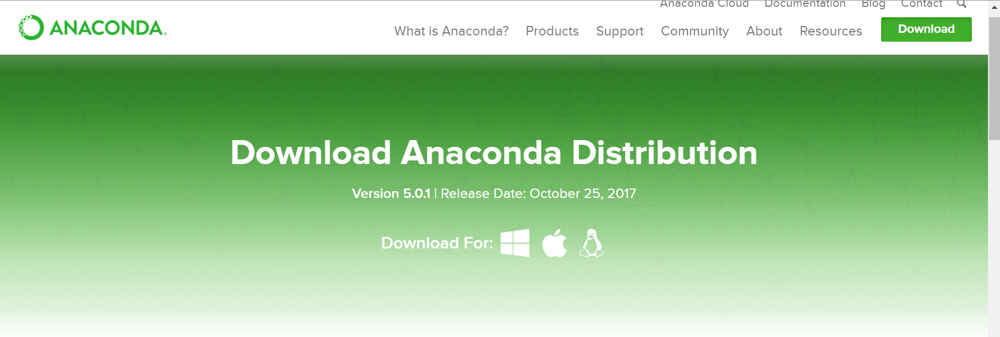 Anaconda Cloud Documentation Blog Contact
ANACONDA.
What is Anaconda? Products Support Community About Resources Download
Download Anaconda Distribution
Version 5.0.1 | Release Date: October 25, 2017
Download For: